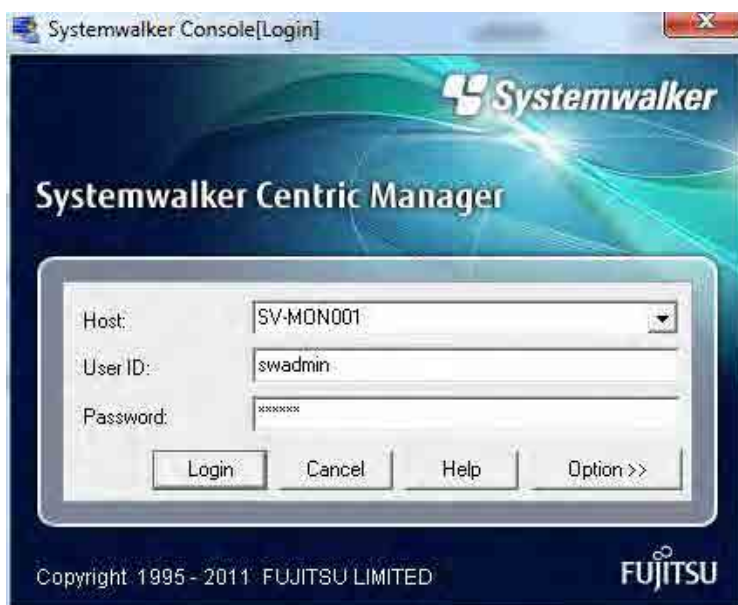 Systemwalker Console[Login]
Systemwalker
Systemwalker Centric Manager
Host: SV-MON001
User ID: swadmin
Password: ******
Login Cancel Help Option >>
Copyright 1995 - 2011 FUJITSU LIMITED
FUJITSU